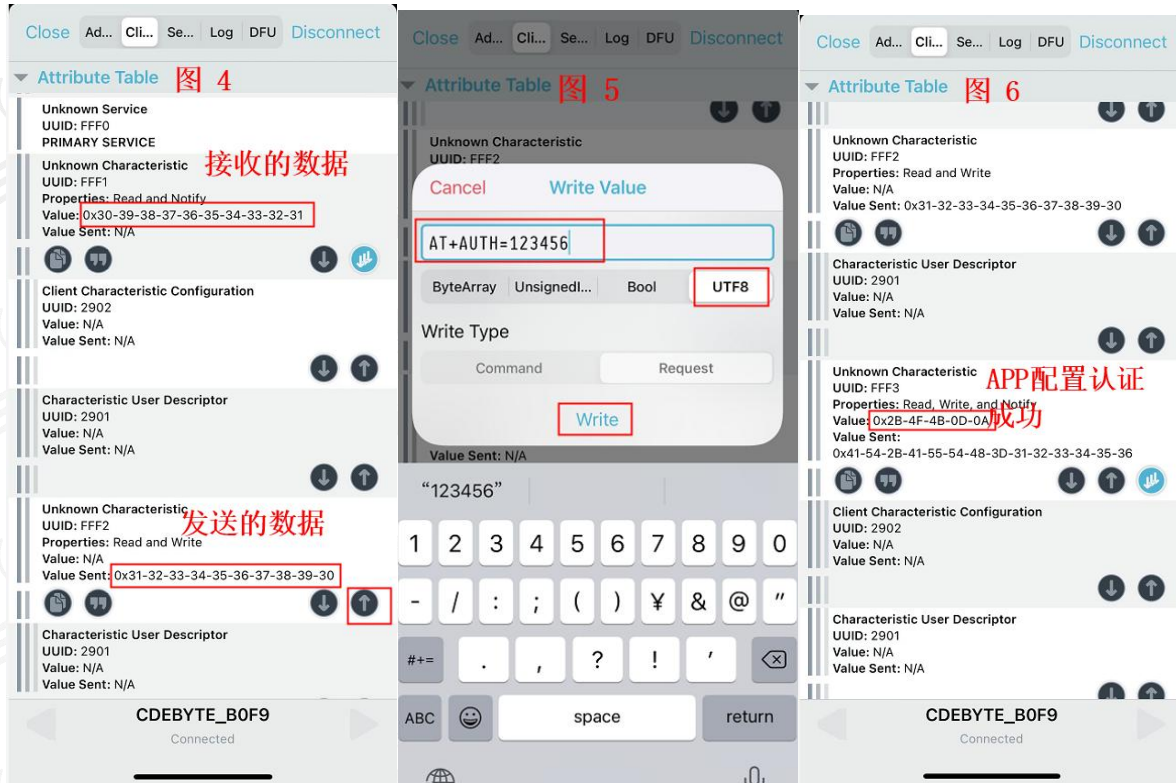 Close Ad... Cli... Se... Log DFU Disconnect
Attribute Table 图 4
Unknown Service
UUID: FFF0
PRIMARY SERVICE
Unknown Characteristic
接收的数据
UUID: FFF1
Properties: Read and Notify
Value: 0x30-39-38-37-36-35-34-33-32-31
Value Sent: N/A
Client Characteristic Configuration
UUID: 2902
Value: N/A
Value Sent: N/A
Characteristic User Descriptor
UUID: 2901
Value: N/A
Value Sent: N/A
Unknown Characteristic
发送的数据
UUID: FFF2
Properties: Read and Write
Value: N/A
Value Sent: 0x31-32-33-34-35-36-37-38-39-30
Characteristic User Descriptor
UUID: 2901
Value: N/A
Value Sent: N/A
CDEBYTE_B0F9
Connected
Close Ad... Cli... Se... Log DFU Disconnect
Attribute Table 图 5
Unknown Characteristic
UUID: FFF2
Cancel Write Value
AT+AUTH=123456
ByteArray UnsignedI... Bool UTF8
Write Type
Command Request
Write
Value Sent: N/A
“123456”
1 2 3 4 5 6 7 8 9 0
- / : ; ( ) ¥ & @ "
#+= . , ? ! ′
ABC space return
Close Ad... Cli... Se... Log DFU Disconnect
Attribute Table 图 6
Unknown Characteristic
UUID: FFF2
Properties: Read and Write
Value: N/A
Value Sent: 0x31-32-33-34-35-36-37-38-39-30
Characteristic User Descriptor
UUID: 2901
Value: N/A
Value Sent: N/A
Unknown Characteristic
APP配置认证
UUID: FFF3
Properties: Read, Write, and Notify
成功
Value: 0x2B-4F-4B-0D-0A
Value Sent:
0x41-54-2B-41-55-54-48-3D-31-32-33-34-35-36
Client Characteristic Configuration
UUID: 2902
Value: N/A
Value Sent: N/A
Characteristic User Descriptor
UUID: 2901
Value: N/A
Value Sent: N/A
CDEBYTE_B0F9
Connected